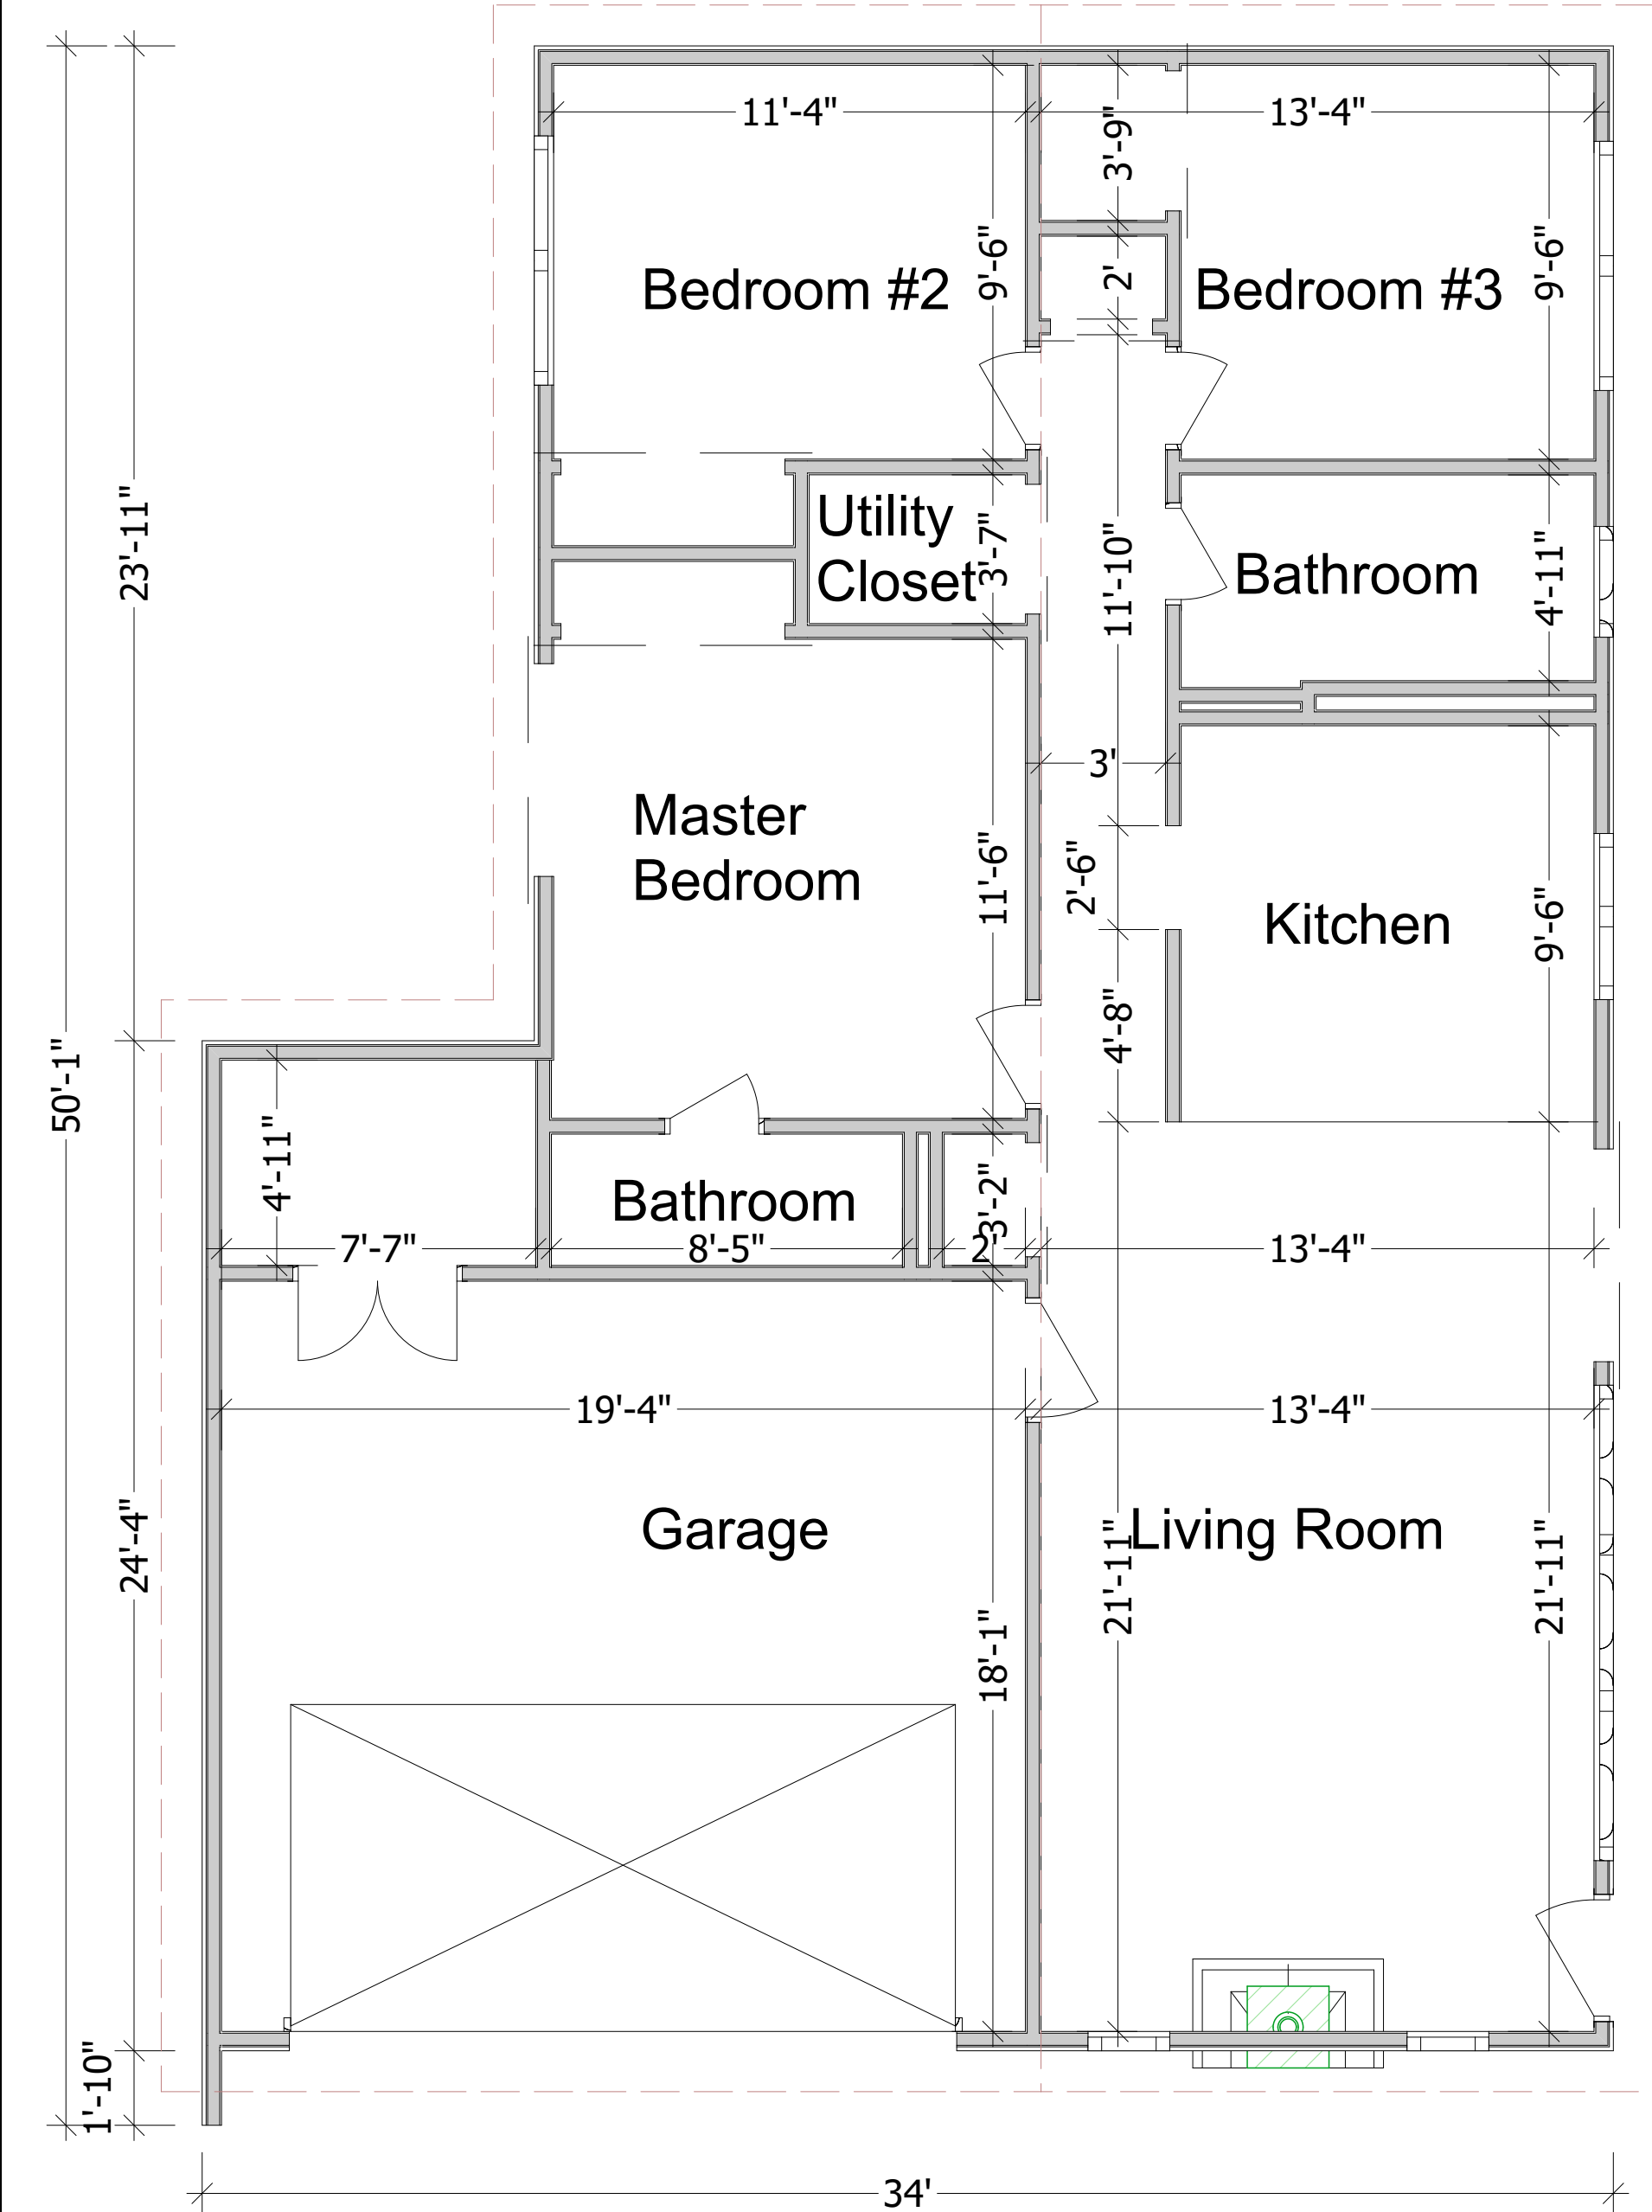 11'-4"
13'-4"
3'-9"
9'-6"
2'
9'-6"
Bedroom #2
Bedroom #3
23'-11"
Utility
Closet
3'-7"
11'-10"
Bathroom
4'-11"
3'
Master
Bedroom
11'-6"
2'-6"
Kitchen
9'-6"
4'-8"
50'-1"
4'-11"
Bathroom
3'-2"
7'-7"
8'-5"
2'
13'-4"
19'-4"
13'-4"
Garage
Living Room
24'-4"
18'-1"
21'-11"
21'-11"
1'-10"
34'